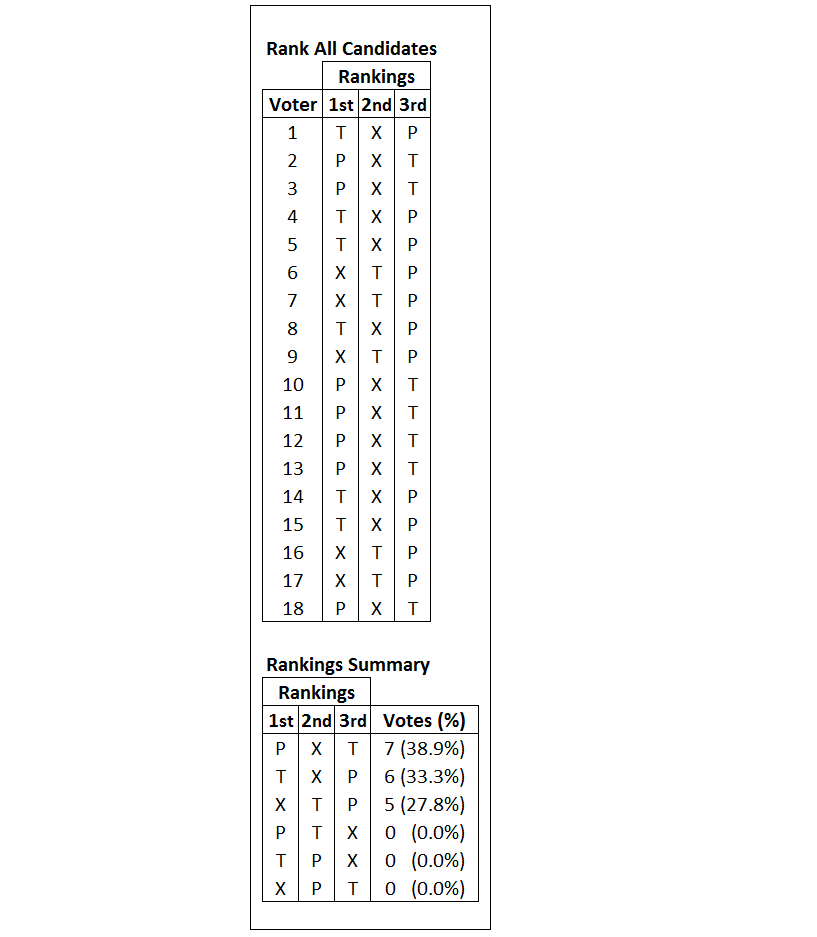 Rank All Candidates
Rankings
Voter 1st 2nd 3rd
1 T X P
2 P X T
3 P X T
4 T X P
5 T X P
6 X T P
7 X T P
8 T X P
9 X T P
10 P X T
11 P X T
12 P X T
13 P X T
14 T X P
15 T X P
16 X T P
17 X T P
18 P X T
Rankings Summary
Rankings
1st 2nd 3rd Votes (%)
P X T 7 (38.9%)
T X P 6 (33.3%)
X T P 5 (27.8%)
P T X 0 (0.0%)
T P X 0 (0.0%)
X P T 0 (0.0%)